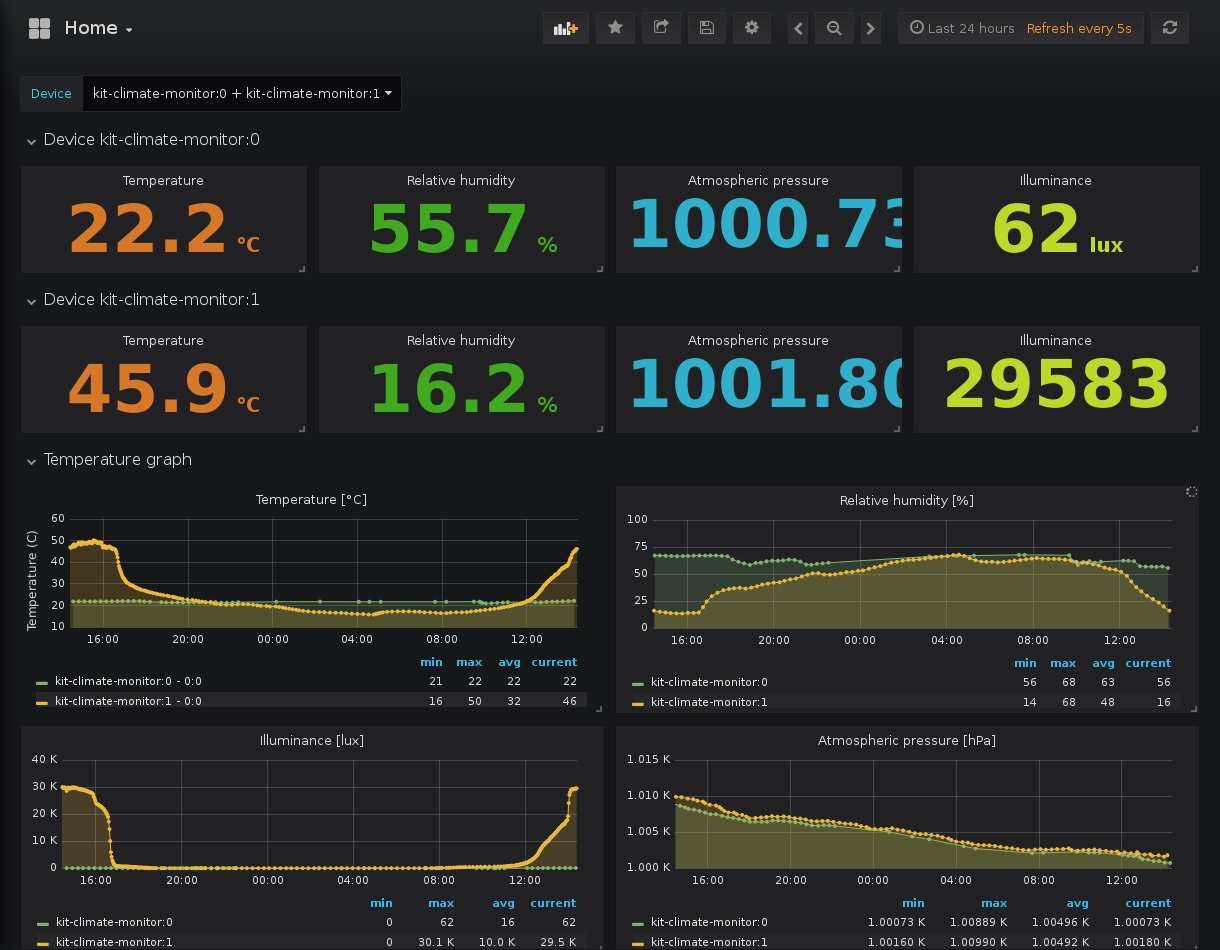 Home
Last 24 hours Refresh every 5s
Device kit-climate-monitor:0 + kit-climate-monitor:1
Device kit-climate-monitor:0
Temperature
22.2 °C
Relative humidity
55.7 %
Atmospheric pressure
1000.73
Illuminance
62 lux
Device kit-climate-monitor:1
Temperature
45.9 °C
Relative humidity
16.2 %
Atmospheric pressure
1001.80
Illuminance
29583
Temperature graph
Temperature [°C]
Temperature (C)
60
50
40
30
20
10
16:00 20:00 00:00 04:00 08:00 12:00
min max avg current
kit-climate-monitor:0 - 0:0 21 22 22 22
kit-climate-monitor:1 - 0:0 16 50 32 46
Relative humidity [%]
100
75
50
25
0
16:00 20:00 00:00 04:00 08:00 12:00
min max avg current
kit-climate-monitor:0 56 68 63 56
kit-climate-monitor:1 14 68 48 16
Illuminance [lux]
40 K
30 K
20 K
10 K
0
16:00 20:00 00:00 04:00 08:00 12:00
min max avg current
kit-climate-monitor:0 0 62 16 62
kit-climate-monitor:1 0 30.1 K 10.0 K 29.5 K
Atmospheric pressure [hPa]
1.015 K
1.010 K
1.005 K
1.000 K
16:00 20:00 00:00 04:00 08:00 12:00
min max avg current
kit-climate-monitor:0 1.00073 K 1.00889 K 1.00496 K 1.00073 K
kit-climate-monitor:1 1.00160 K 1.00990 K 1.00492 K 1.00180 K